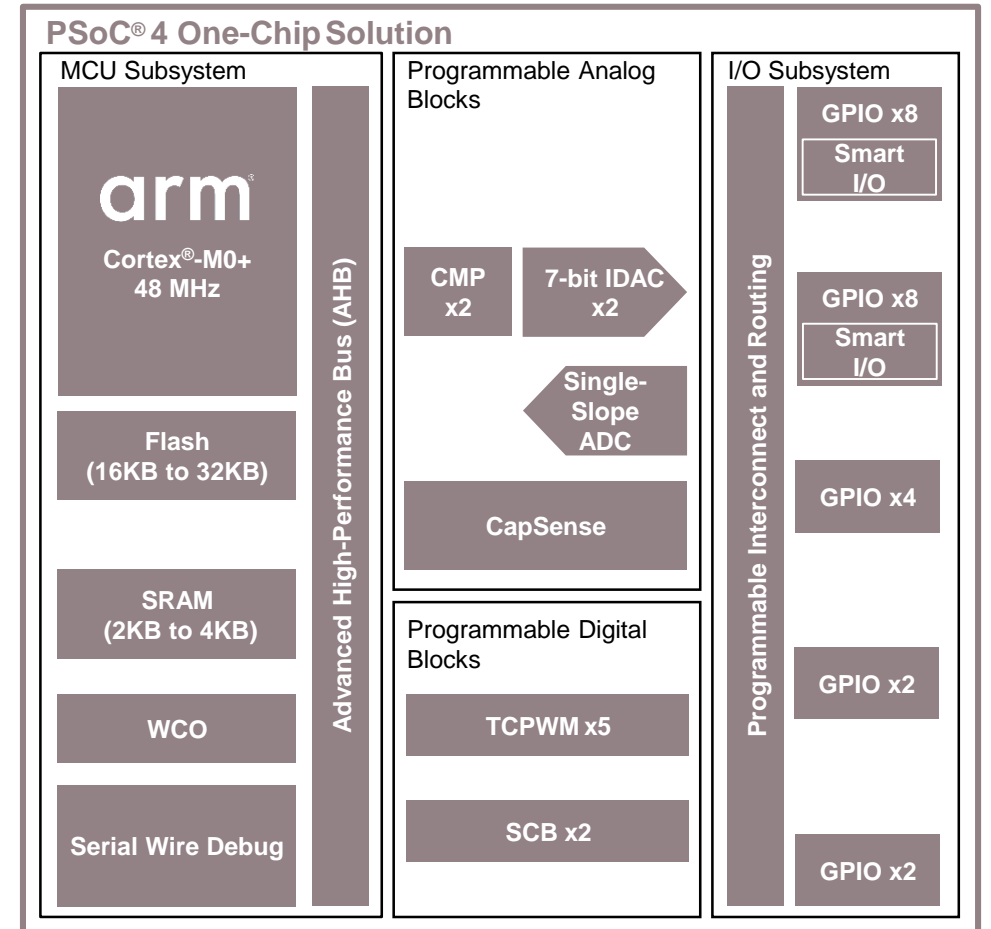 PSoC® 4 One-Chip Solution
MCU Subsystem
arm®
Cortex®-M0+
48 MHz
Flash
(16KB to 32KB)
SRAM
(2KB to 4KB)
WCO
Serial Wire Debug
Advanced High-Performance Bus (AHB)
Programmable Analog
Blocks
CMP
x2
7-bit IDAC
x2
Single-
Slope
ADC
CapSense
Programmable Digital
Blocks
TCPWM x5
SCB x2
I/O Subsystem
Programmable Interconnect and Routing
GPIO x8
Smart
I/O
GPIO x8
Smart
I/O
GPIO x4
GPIO x2
GPIO x2